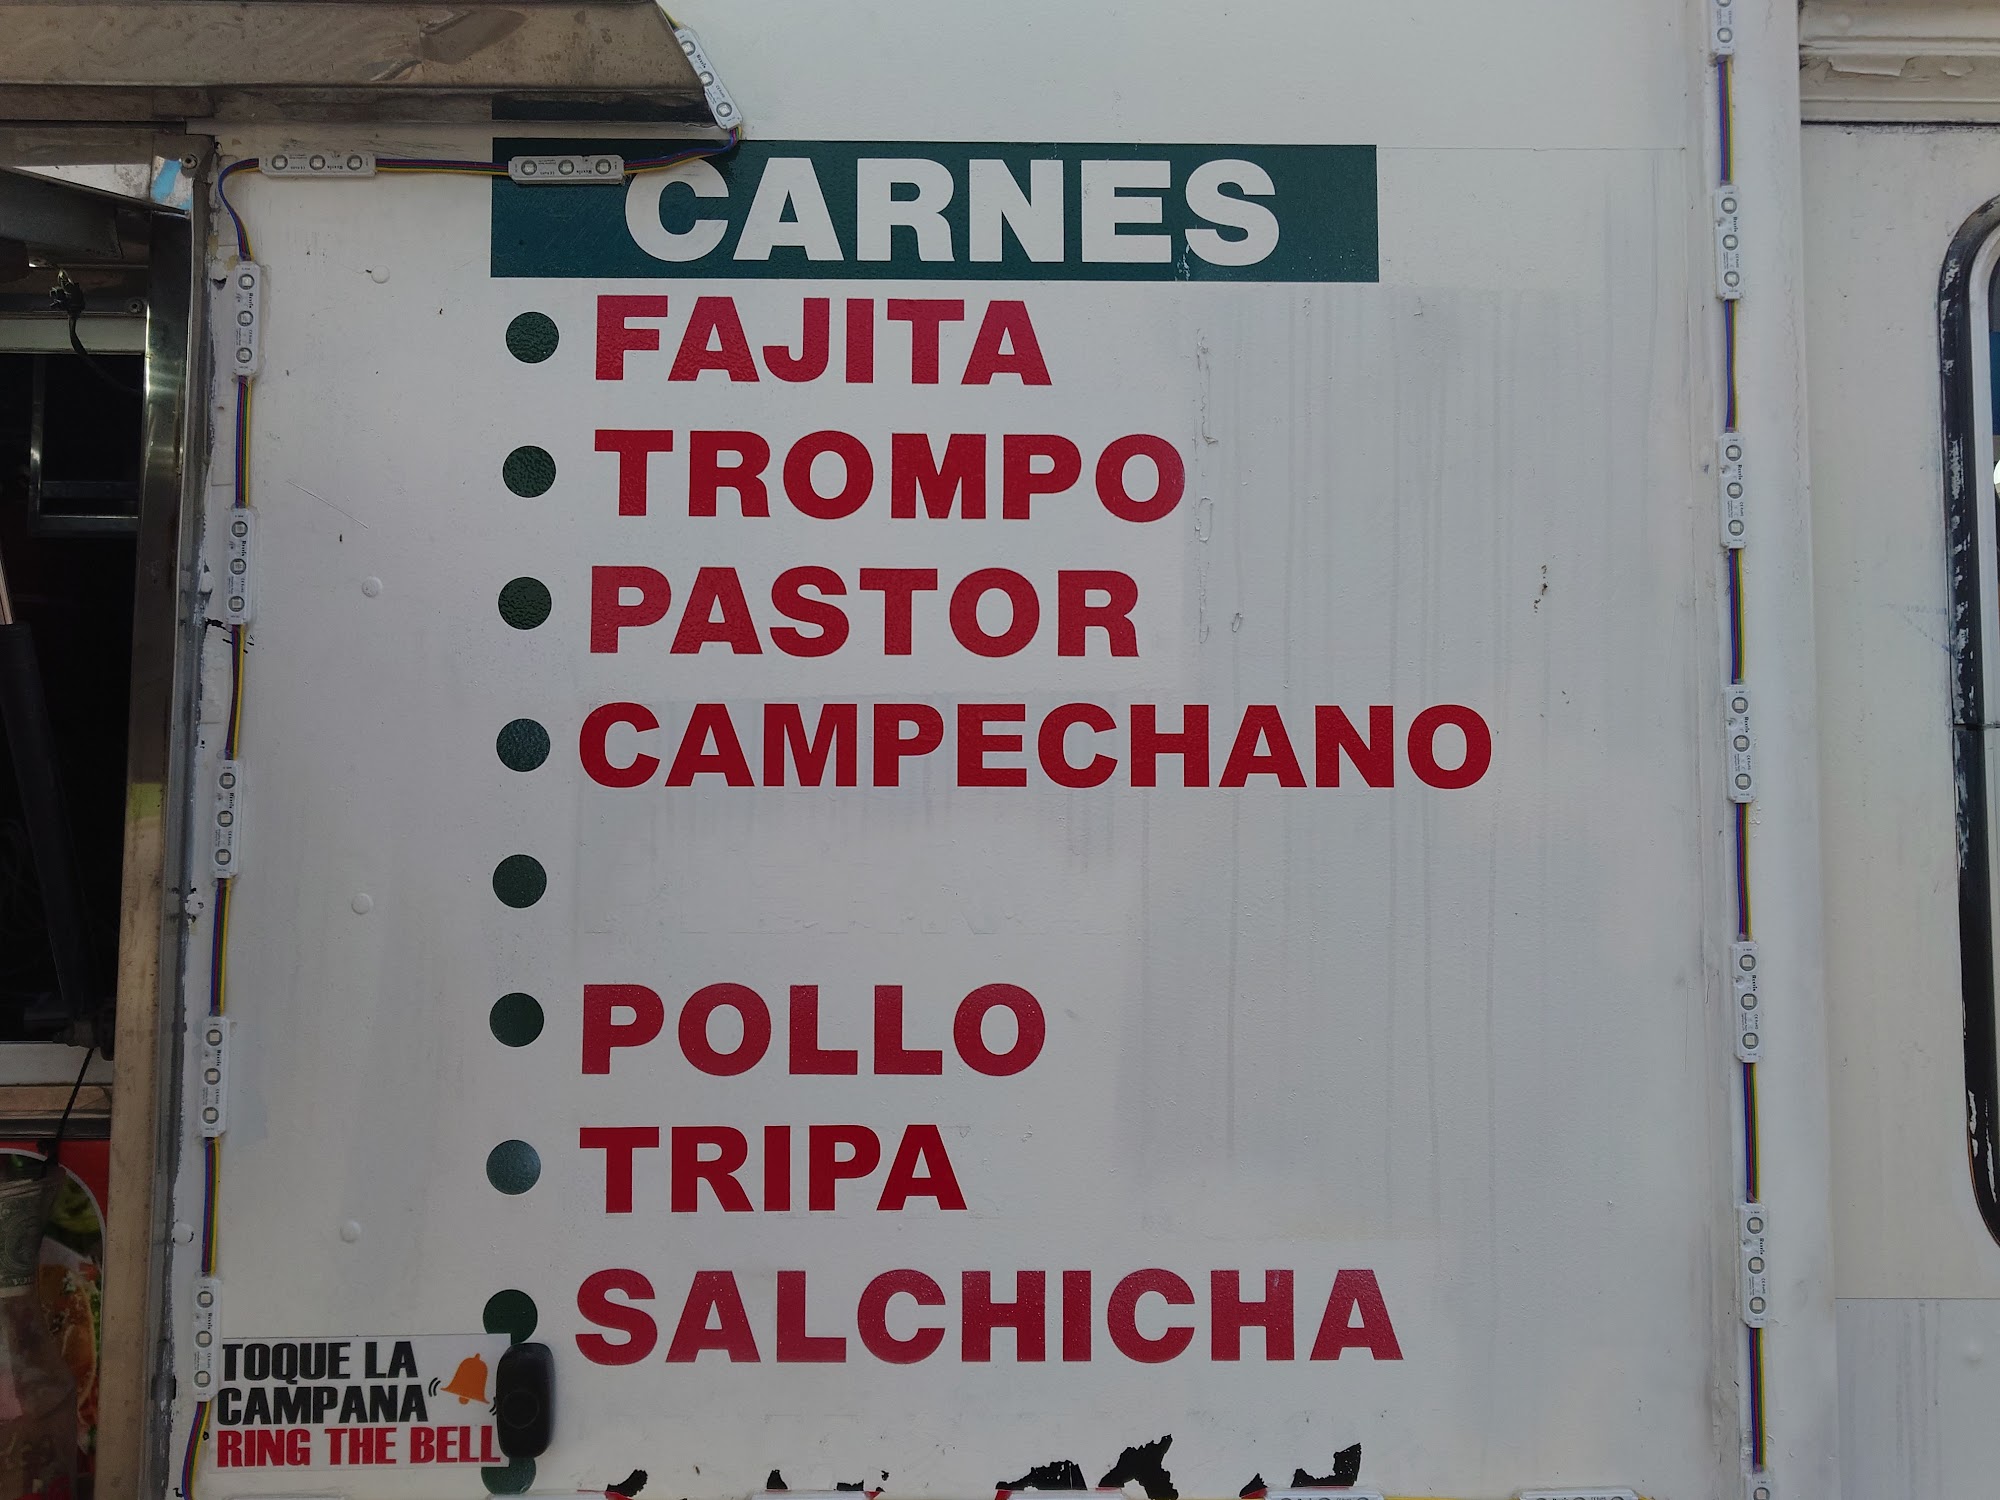 CARNES
• FAJITA
• TROMPO
• PASTOR
• CAMPECHANO
•
• POLLO
• TRIPA
• SALCHICHA
TOQUE LA
CAMPANA
RING THE BELL